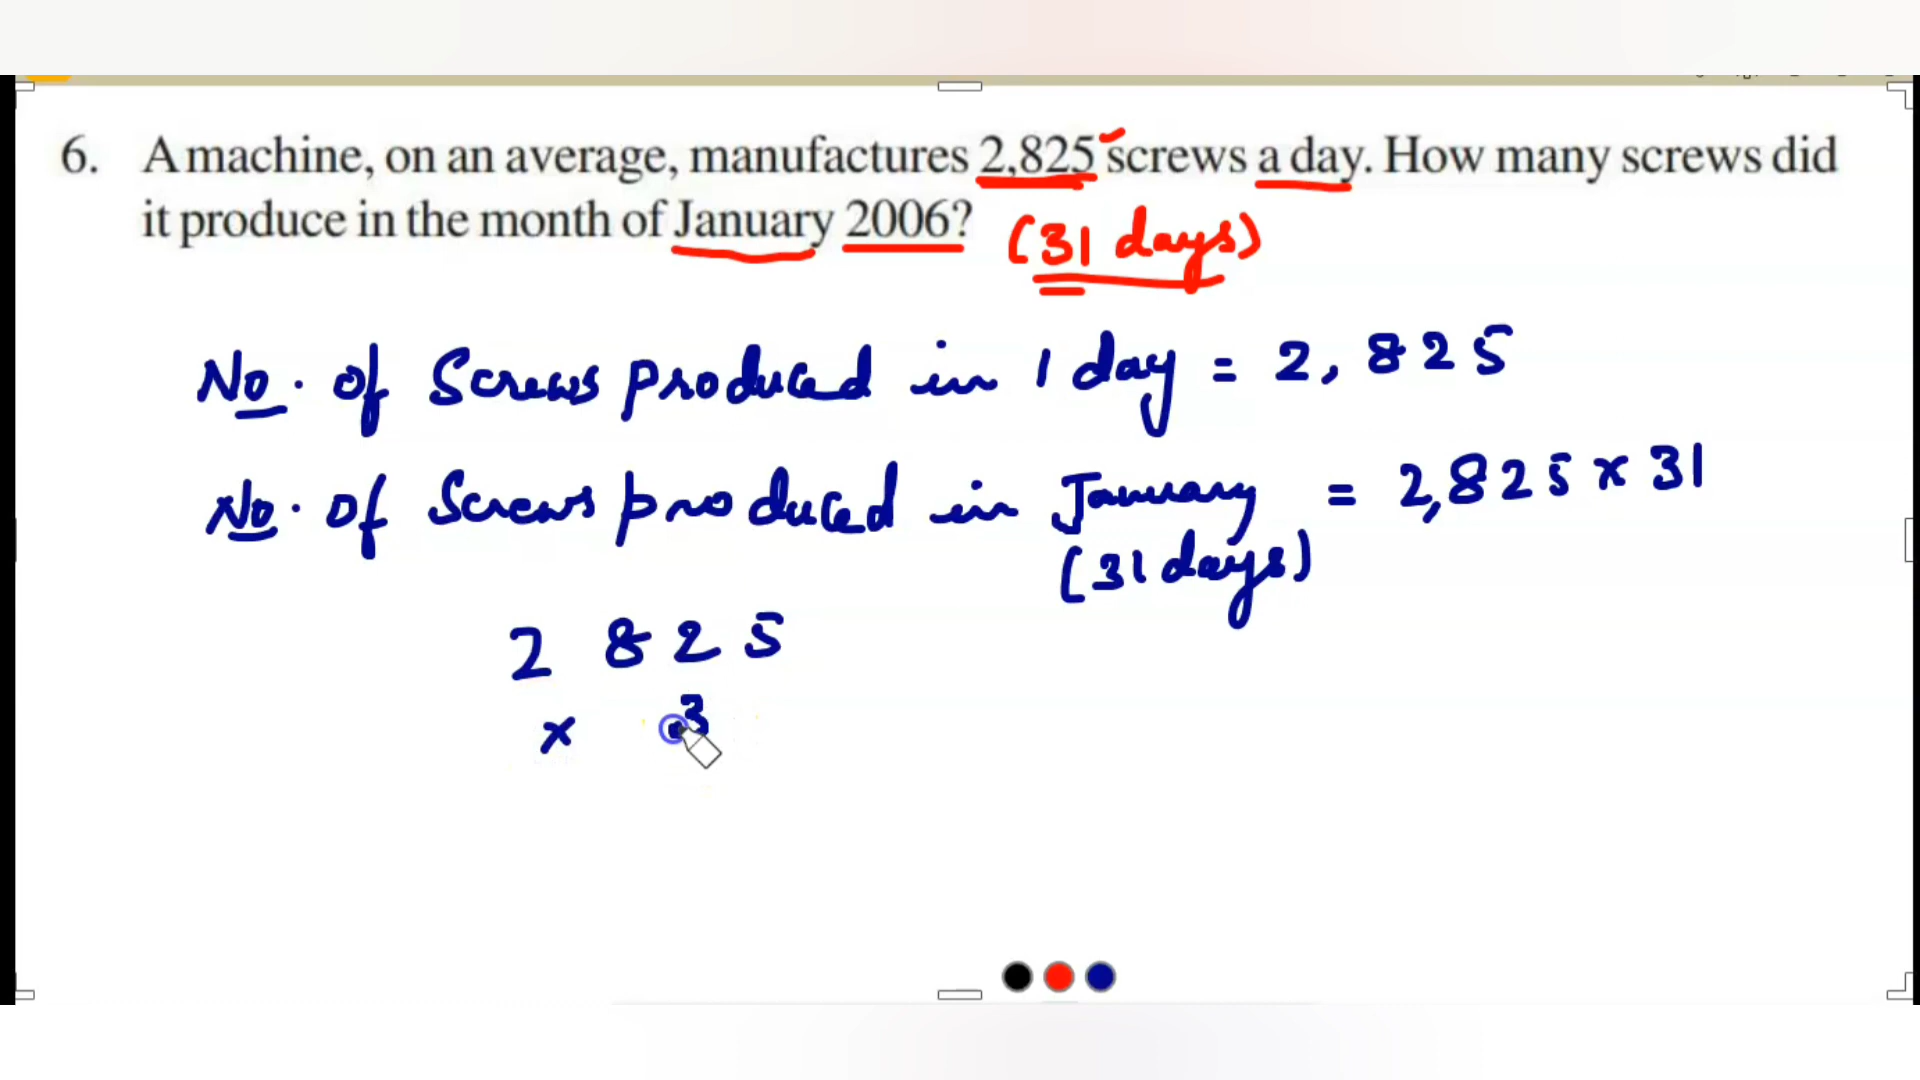 6. A machine, on an average, manufactures 2,825 screws a day. How many screws did
it produce in the month of January 2006? (31 days)
No. of Screws produced in 1 day = 2,825
No. of Screws produced in January = 2,825 x 31
(31 days)
2 8 2 5
x 3